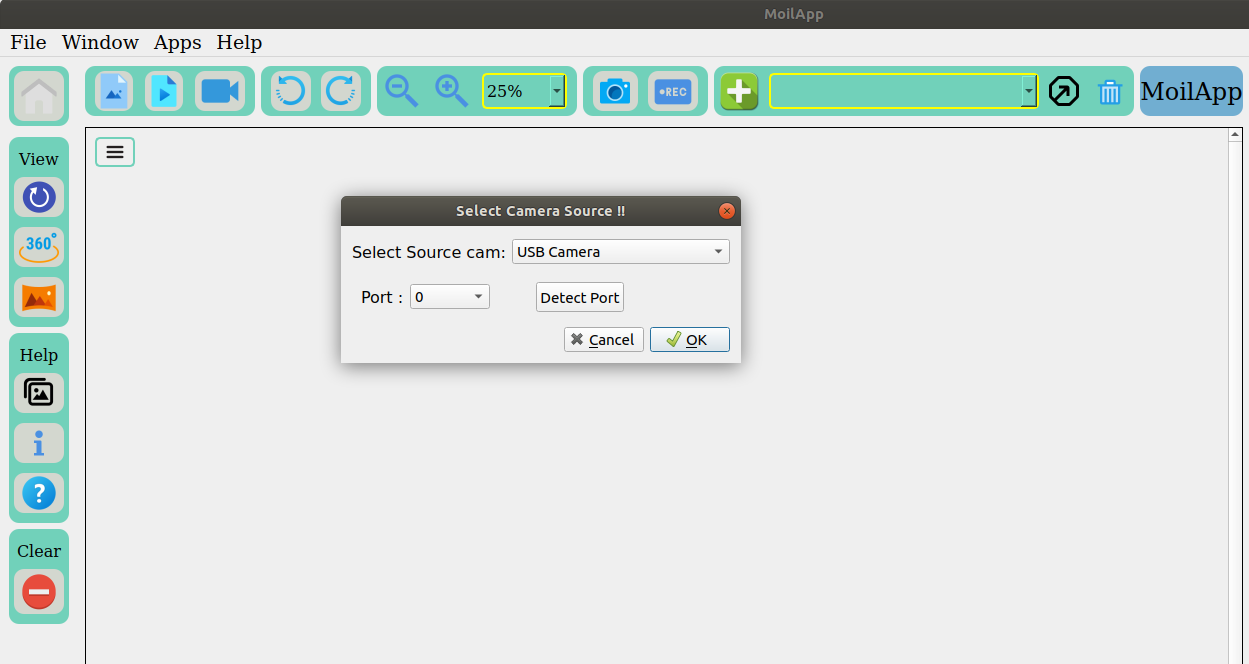 MoilApp
File Window Apps Help
25%
REC
MoilApp
View
360°
Help
i
?
Clear
Select Camera Source !!
Select Source cam: USB Camera
Port : 0 Detect Port
Cancel OK